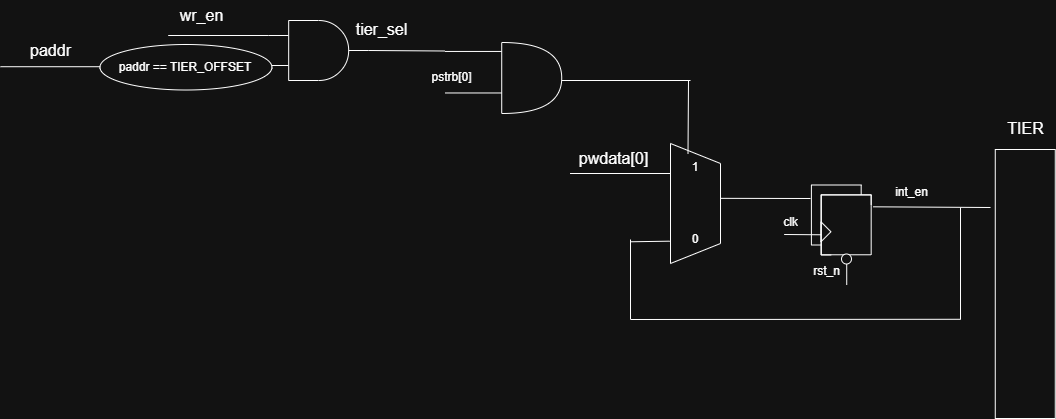 wr_en
tier_sel
paddr
paddr == TIER_OFFSET
pstrb[0]
TIER
pwdata[0]
1
int_en
clk
0
rst_n